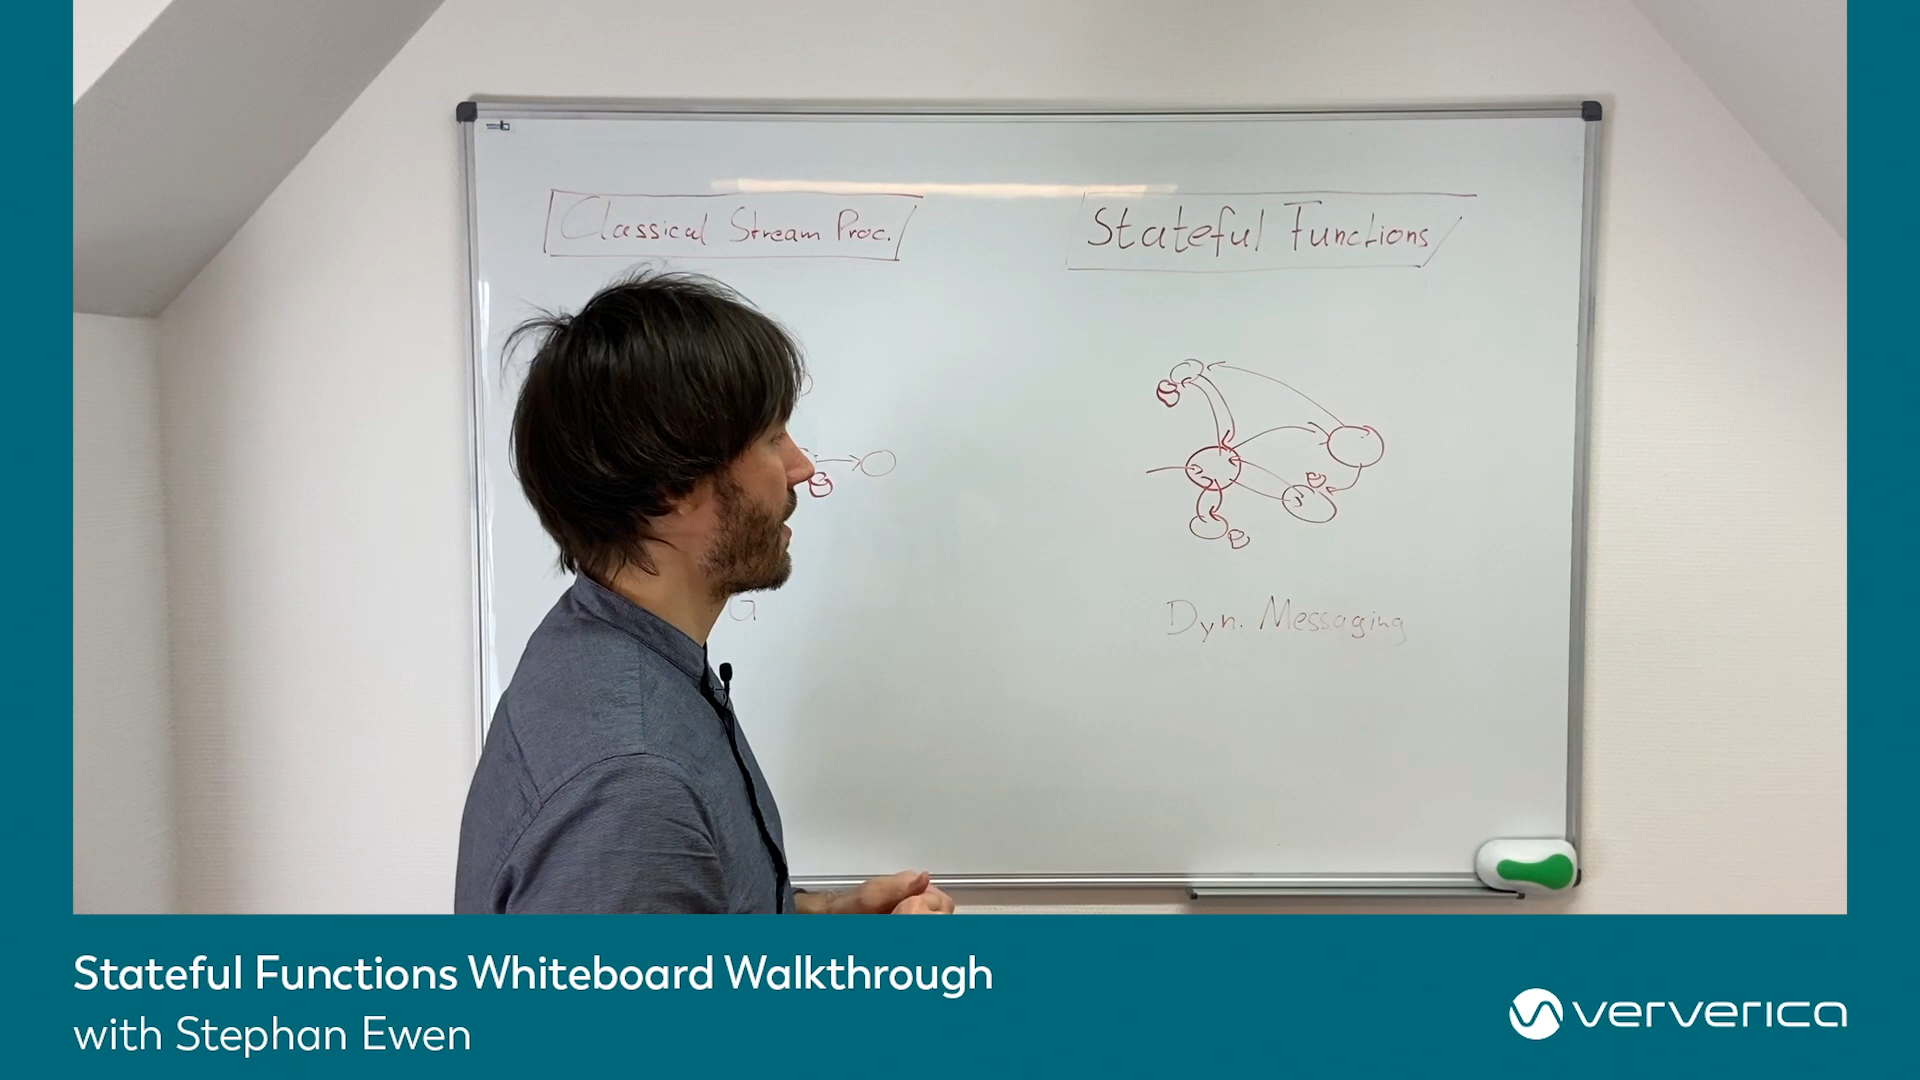 Classical Stream Proc.
Stateful Functions
Dyn. Messaging
Stateful Functions Whiteboard Walkthrough
with Stephan Ewen
ververica